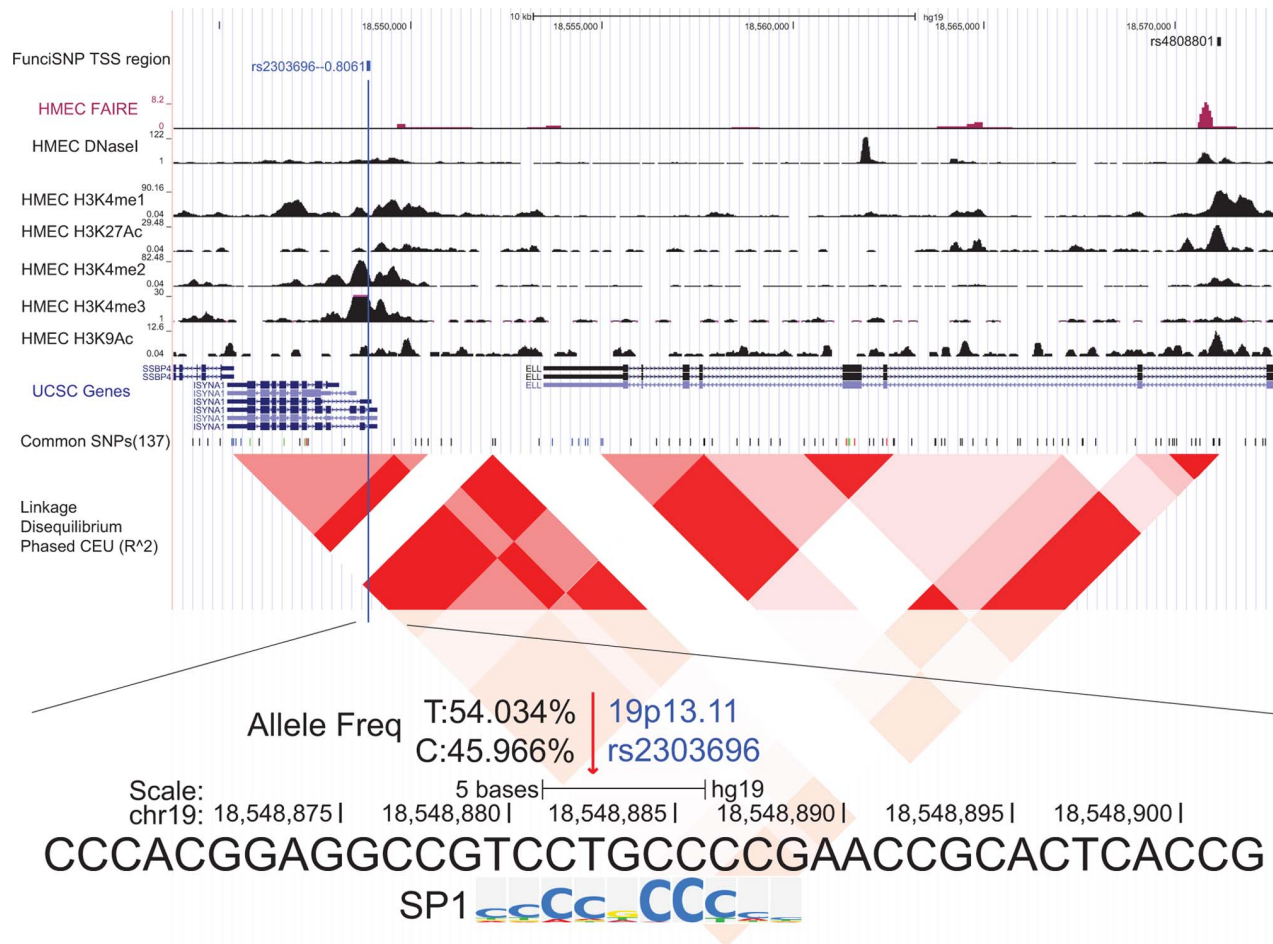 10 kb hg19
18,550,000 18,555,000 18,560,000 18,565,000 18,570,000
rs4808801
FunciSNP TSS region
rs2303696--0.8061
HMEC FAIRE
8.2
0
HMEC DNaseI
122
1
HMEC H3K4me1
90.16
0.04
HMEC H3K27Ac
29.48
0.04
HMEC H3K4me2
82.48
0.04
HMEC H3K4me3
30
1
HMEC H3K9Ac
12.6
0.04
UCSC Genes
SSBP4
SSBP4
ISYNA1
ISYNA1
ISYNA1
ISYNA1
ISYNA1
ISYNA1
ELL
ELL
ELL
Common SNPs(137)
Linkage
Disequilibrium
Phased CEU (R^2)
Allele Freq
T:54.034% 19p13.11
C:45.966% rs2303696
Scale: 5 bases hg19
chr19: 18,548,875 18,548,880 18,548,885 18,548,890 18,548,895 18,548,900
CCCACGGAGGCCGTCCTGCCCCCGAACCGCACTCACCG
SP1